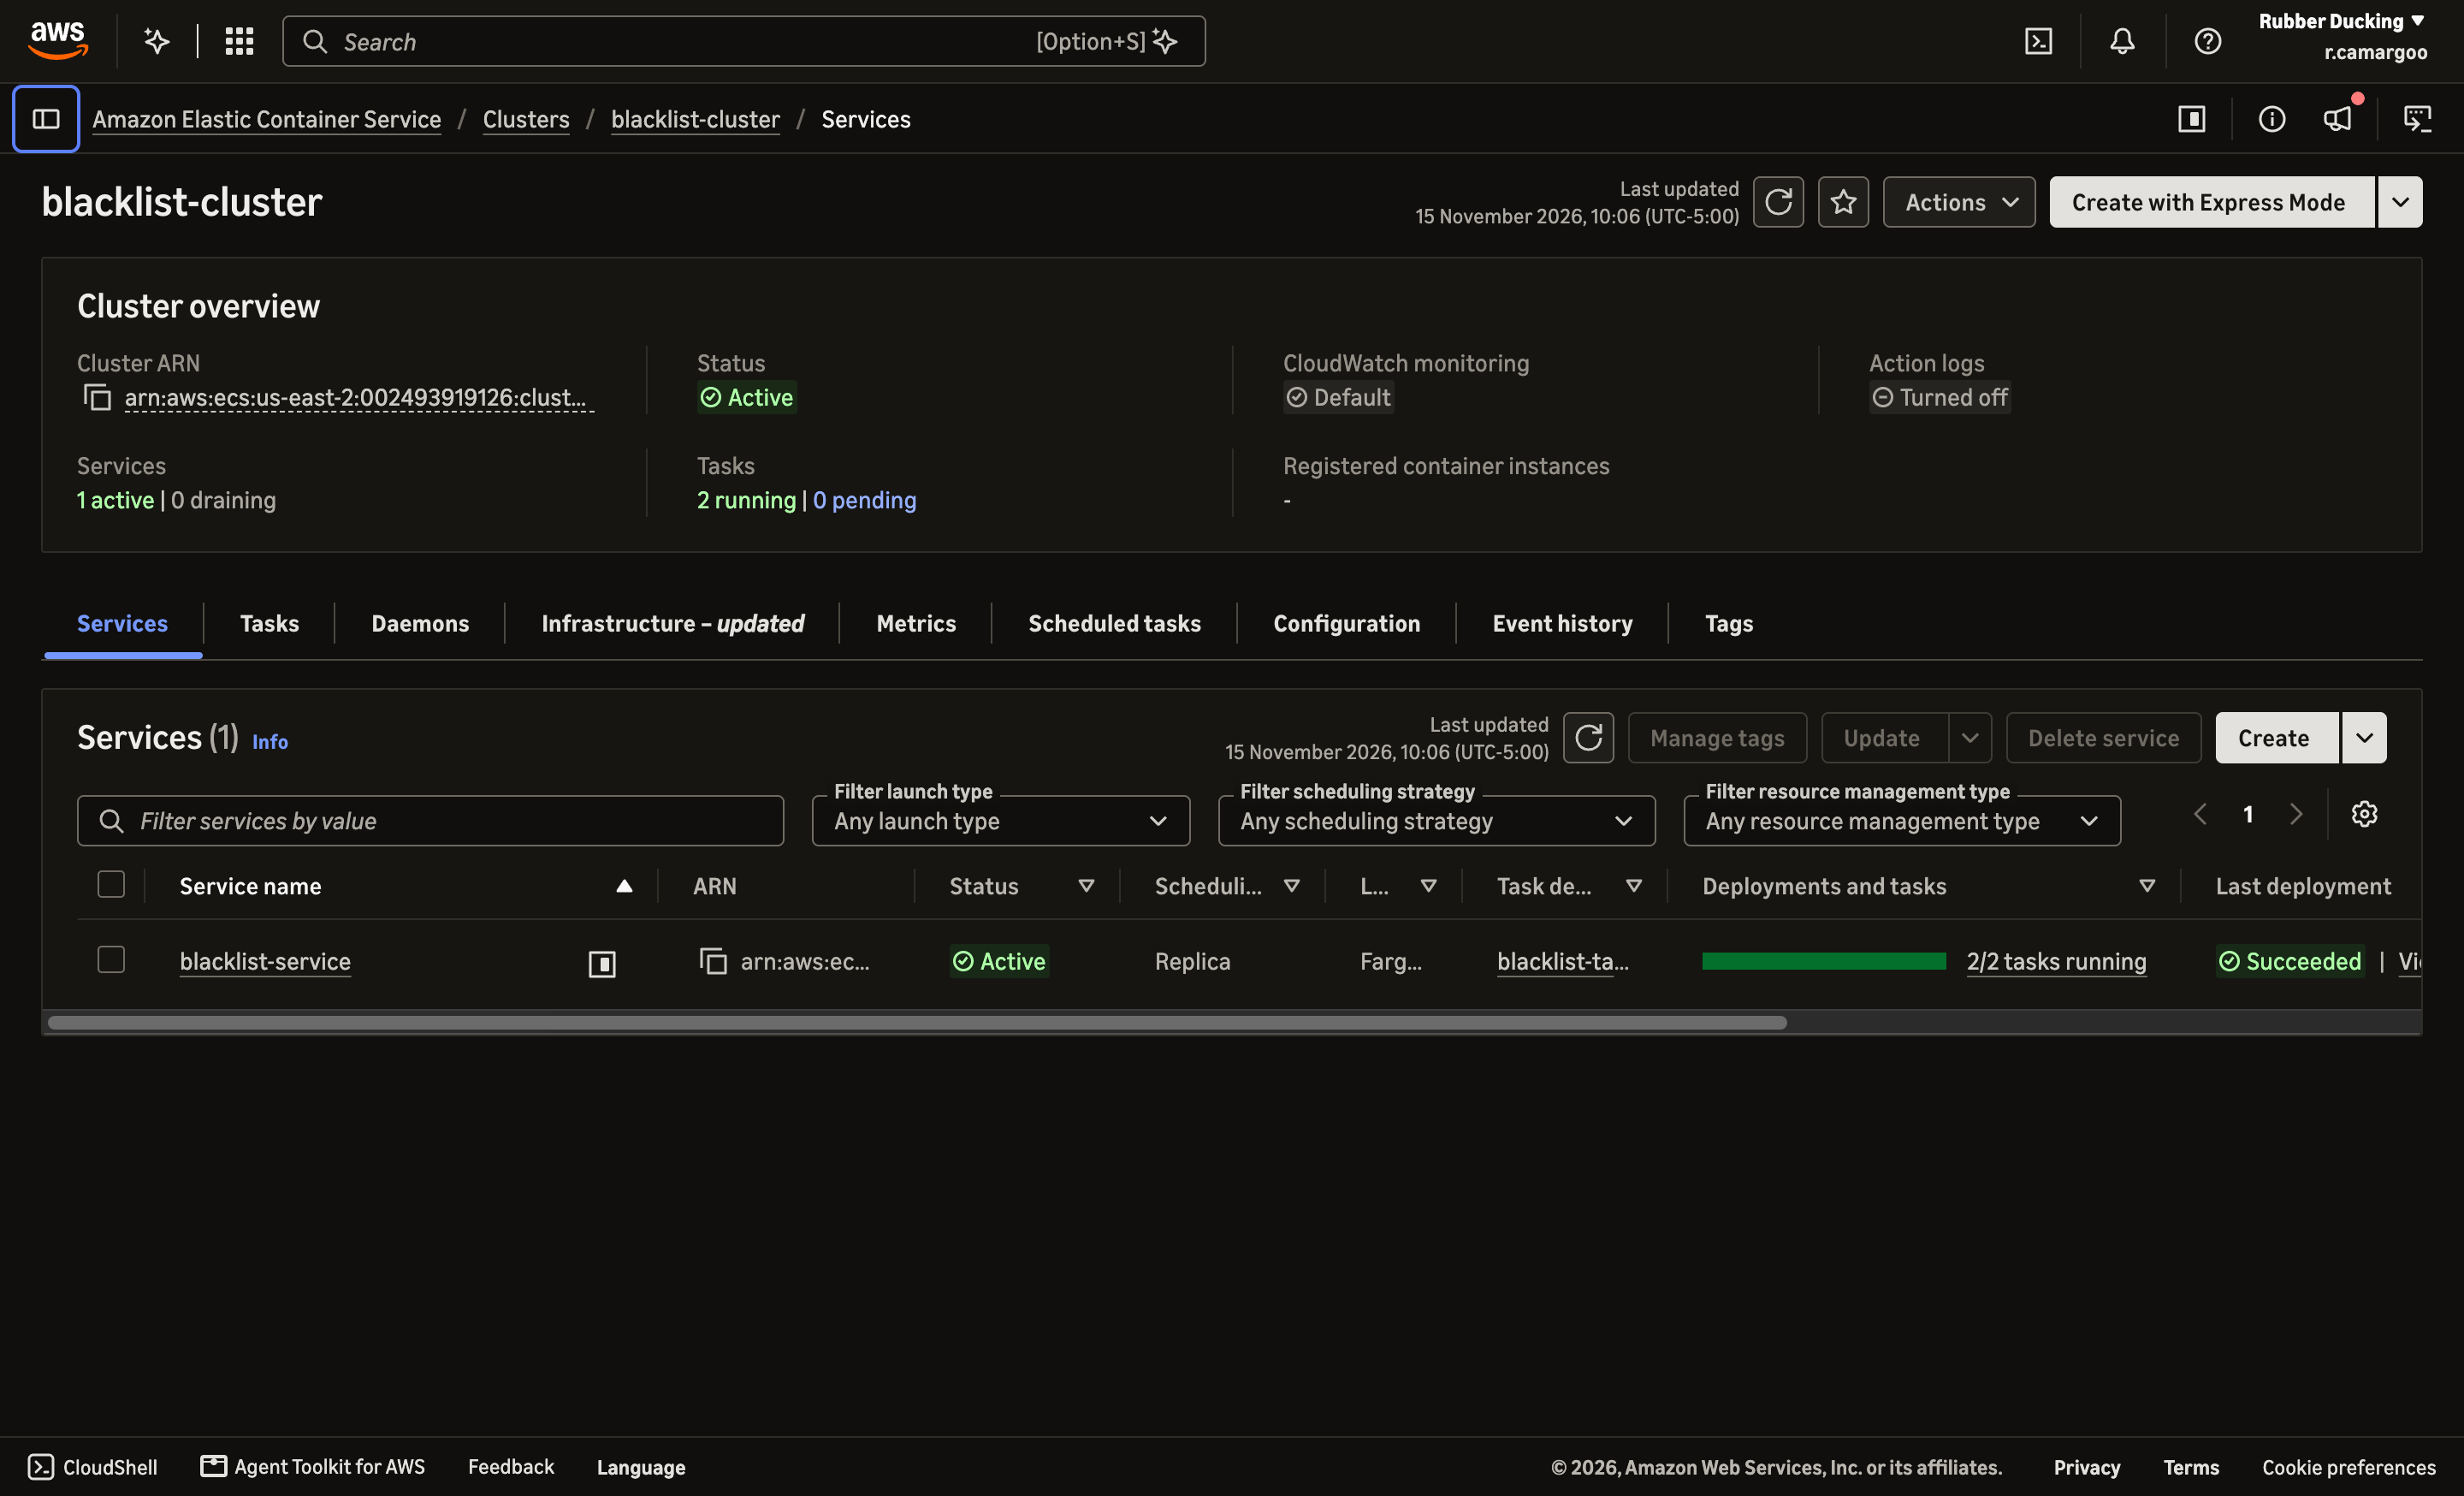 aws
Search
[Option+S]
Rubber Ducking
r.camargoo
Amazon Elastic Container Service / Clusters / blacklist-cluster / Services
blacklist-cluster
Last updated
15 November 2026, 10:06 (UTC-5:00)
Actions
Create with Express Mode
Cluster overview
Cluster ARN
arn:aws:ecs:us-east-2:002493919126:clust...
Status
Active
CloudWatch monitoring
Default
Action logs
Turned off
Services
1 active | 0 draining
Tasks
2 running | 0 pending
Registered container instances
-
Services
Tasks
Daemons
Infrastructure – updated
Metrics
Scheduled tasks
Configuration
Event history
Tags
Services (1) Info
Last updated
15 November 2026, 10:06 (UTC-5:00)
Manage tags
Update
Delete service
Create
Filter services by value
Filter launch type
Any launch type
Filter scheduling strategy
Any scheduling strategy
Filter resource management type
Any resource management type
1
Service name
ARN
Status
Scheduli...
L...
Task de...
Deployments and tasks
Last deployment
blacklist-service
arn:aws:ec...
Active
Replica
Farg...
blacklist-ta...
2/2 tasks running
Succeeded |
CloudShell
Agent Toolkit for AWS
Feedback
Language
© 2026, Amazon Web Services, Inc. or its affiliates.
Privacy
Terms
Cookie preferences